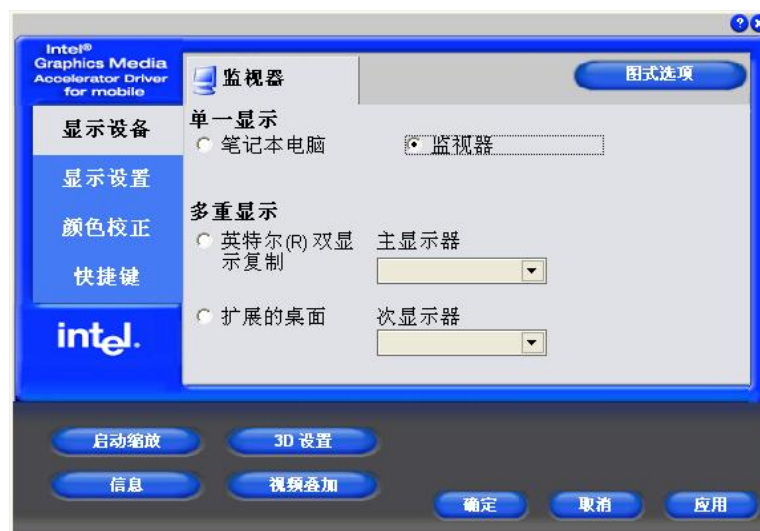 Intel®
Graphics Media
Accelerator Driver
for mobile
监视器
图式选项
显示设备
显示设置
颜色校正
快捷键
intel.
单一显示
笔记本电脑
监视器
多重显示
英特尔(R) 双显
示复制
主显示器
扩展的桌面
次显示器
启动缩放
3D 设置
信息
视频叠加
确定
取消
应用